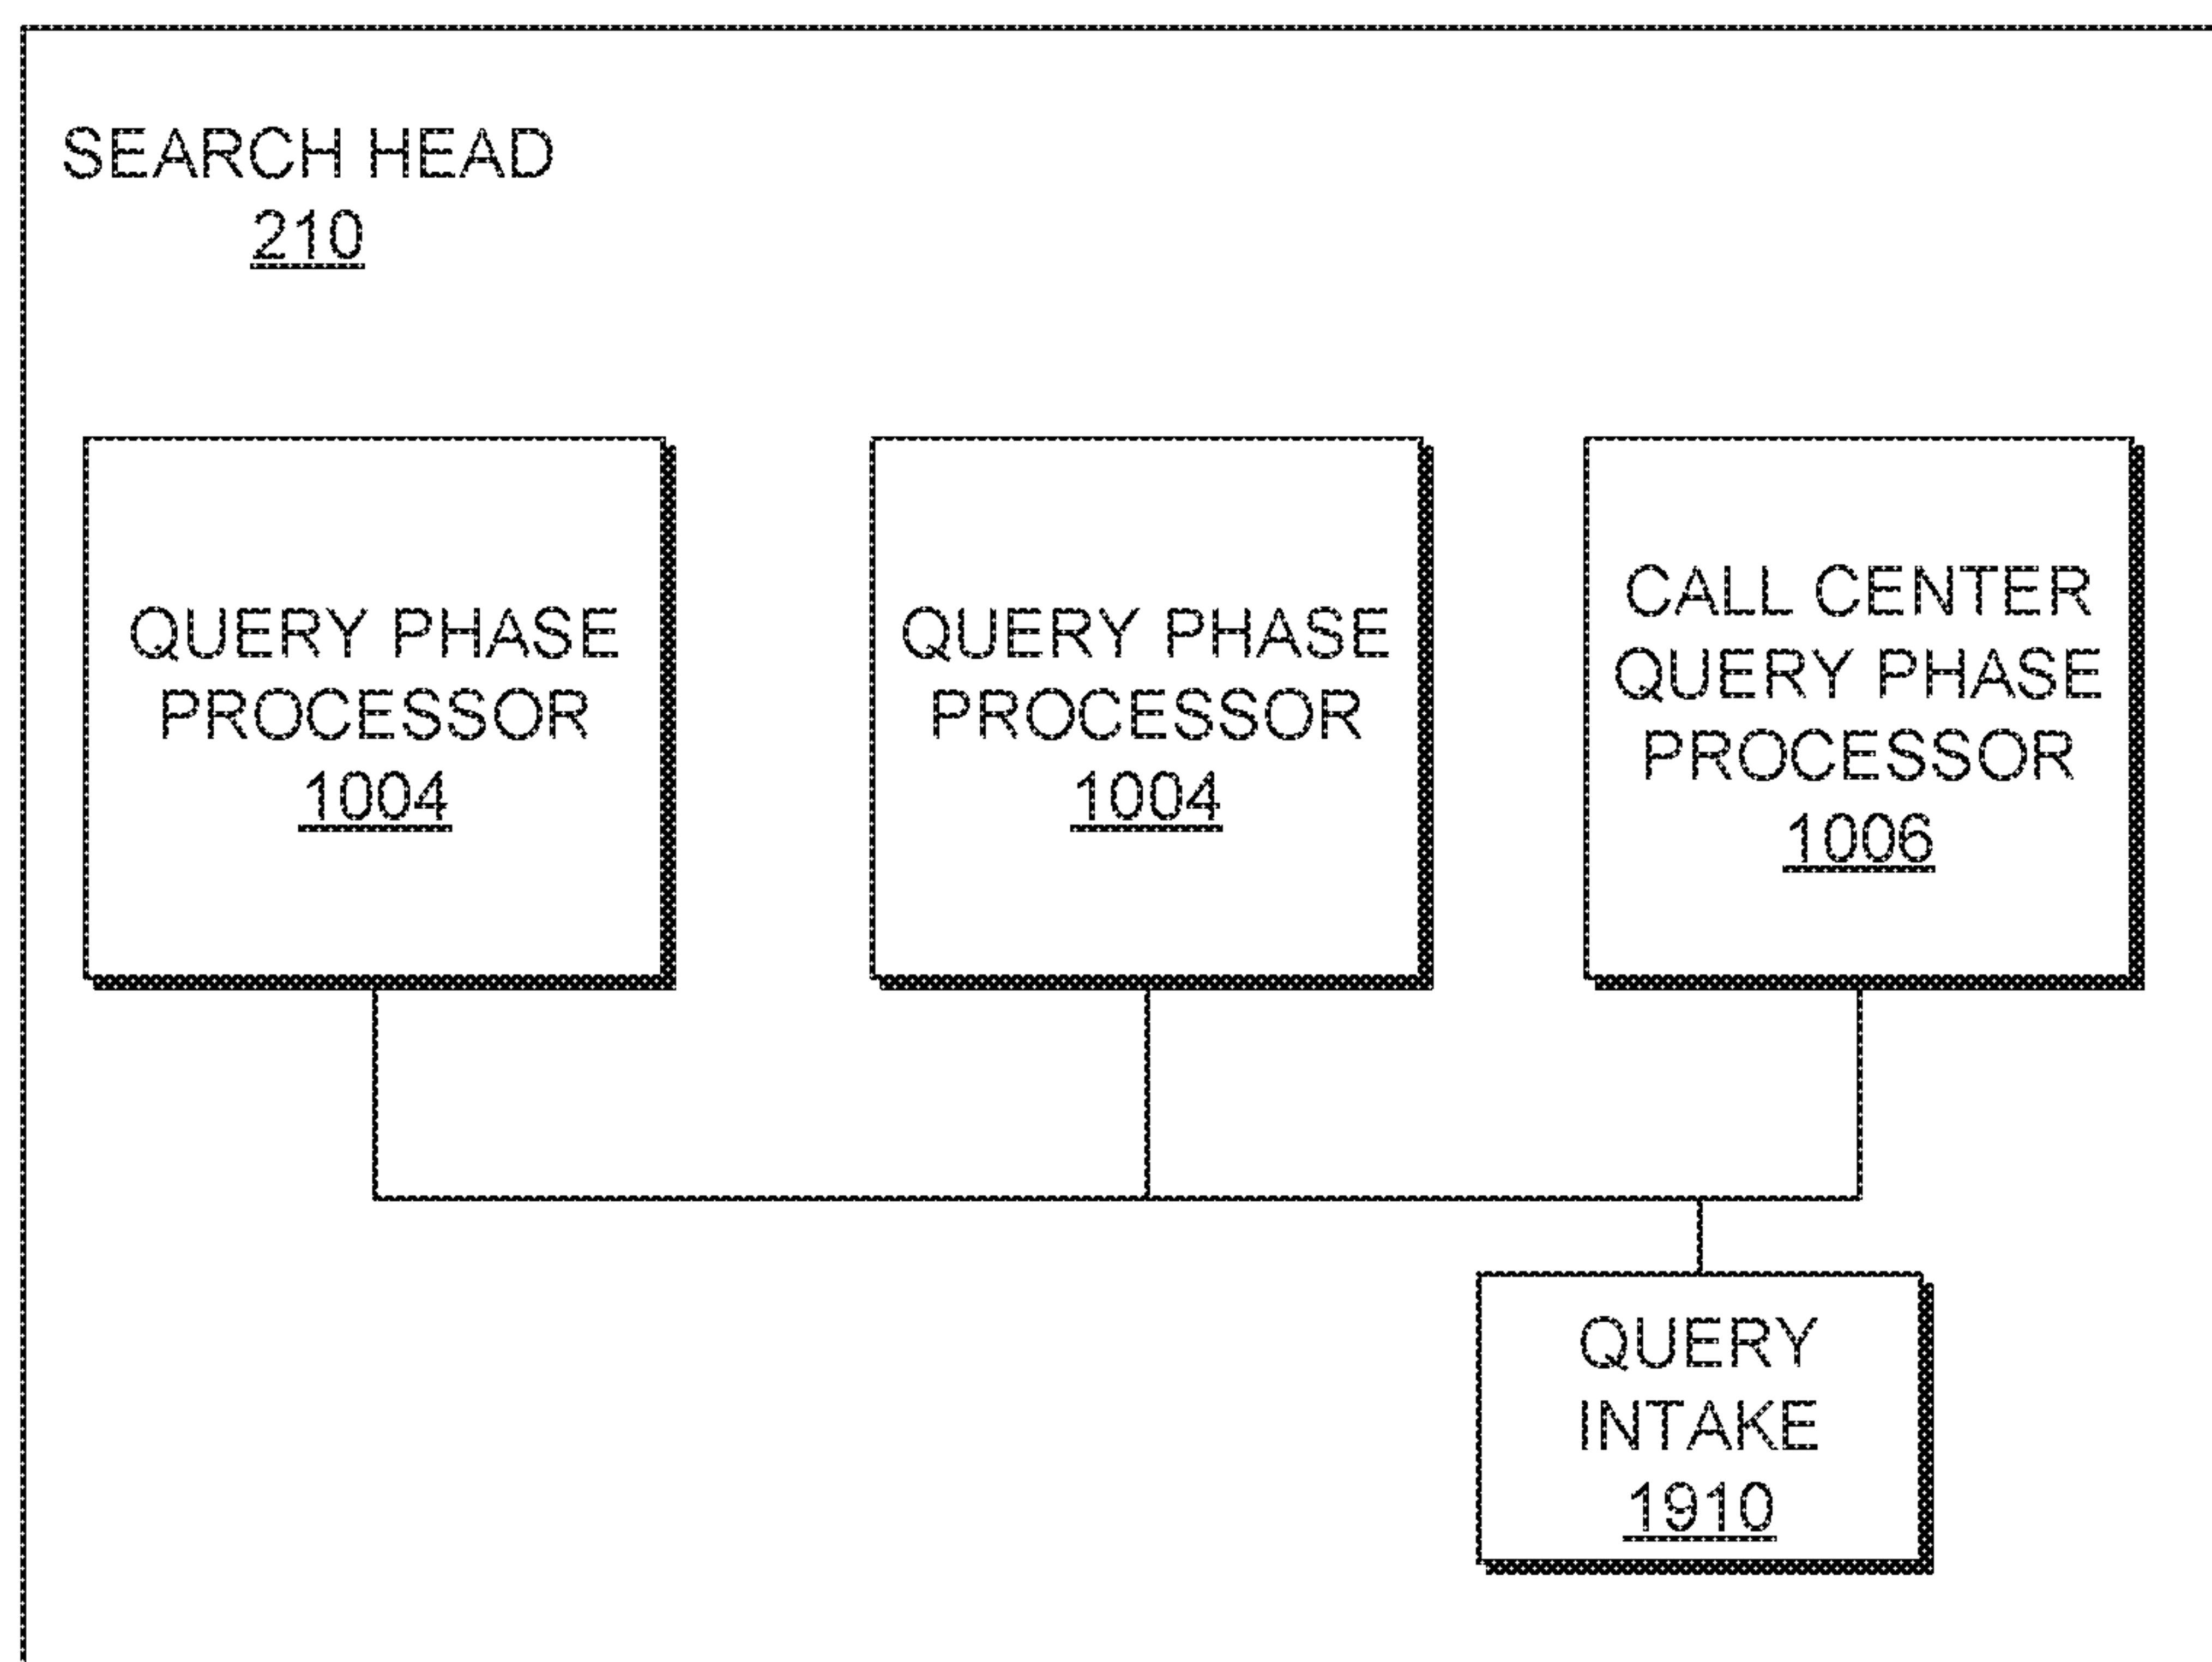 SEARCH HEAD
210
QUERY PHASE
PROCESSOR
1004
QUERY PHASE
PROCESSOR
1004
CALL CENTER
QUERY PHASE
PROCESSOR
1006
QUERY
INTAKE
1910